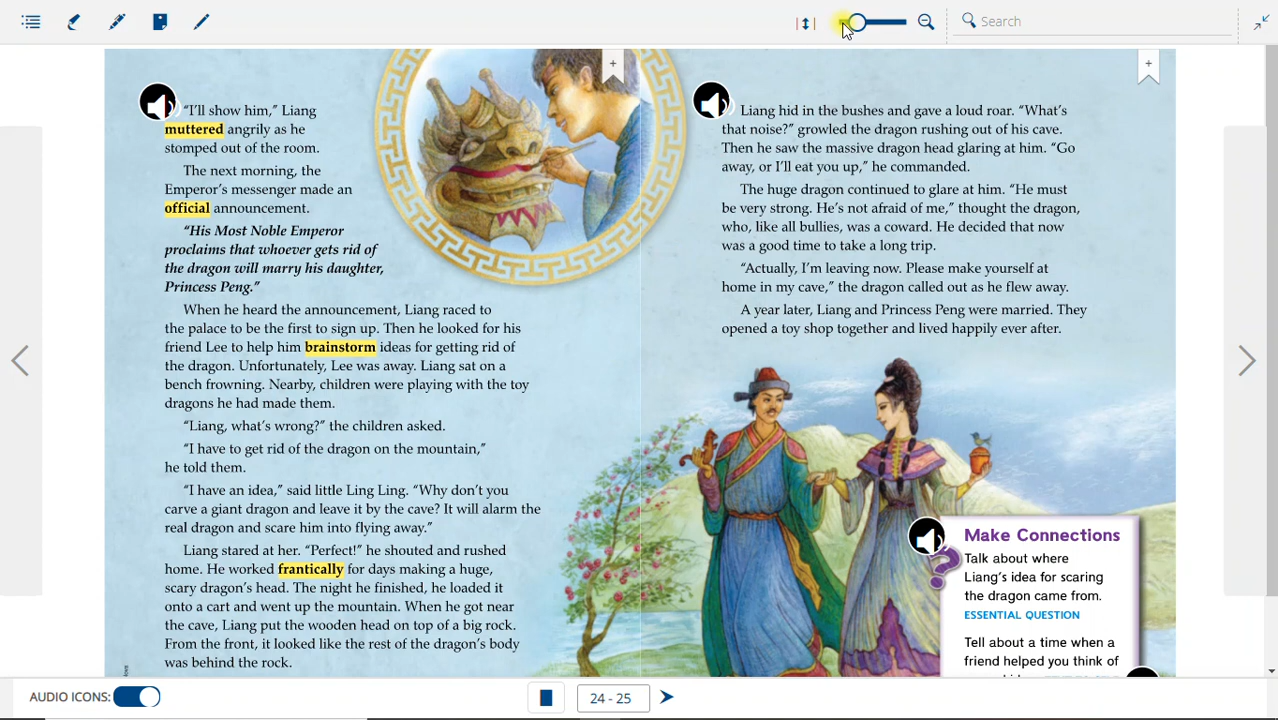 Search
"I'll show him," Liang
muttered angrily as he
stomped out of the room.
The next morning, the
Emperor's messenger made an
official announcement.
"His Most Noble Emperor
proclaims that whoever gets rid of
the dragon will marry his daughter,
Princess Peng."
When he heard the announcement, Liang raced to
the palace to be the first to sign up. Then he looked for his
friend Lee to help him brainstorm ideas for getting rid of
the dragon. Unfortunately, Lee was away. Liang sat on a
bench frowning. Nearby, children were playing with the toy
dragons he had made them.
"Liang, what's wrong?" the children asked.
"I have to get rid of the dragon on the mountain,"
he told them.
"I have an idea," said little Ling Ling. "Why don't you
carve a giant dragon and leave it by the cave? It will alarm the
real dragon and scare him into flying away."
Liang stared at her. "Perfect!" he shouted and rushed
home. He worked frantically for days making a huge,
scary dragon's head. The night he finished, he loaded it
onto a cart and went up the mountain. When he got near
the cave, Liang put the wooden head on top of a big rock.
From the front, it looked like the rest of the dragon's body
was behind the rock.
Liang hid in the bushes and gave a loud roar. "What's
that noise?" growled the dragon rushing out of his cave.
Then he saw the massive dragon head glaring at him. "Go
away, or I'll eat you up," he commanded.
The huge dragon continued to glare at him. "He must
be very strong. He's not afraid of me," thought the dragon,
who, like all bullies, was a coward. He decided that now
was a good time to take a long trip.
"Actually, I'm leaving now. Please make yourself at
home in my cave," the dragon called out as he flew away.
A year later, Liang and Princess Peng were married. They
opened a toy shop together and lived happily ever after.
Make Connections
Talk about where
Liang's idea for scaring
the dragon came from.
ESSENTIAL QUESTION
Tell about a time when a
friend helped you think of
AUDIO ICONS:
24 - 25